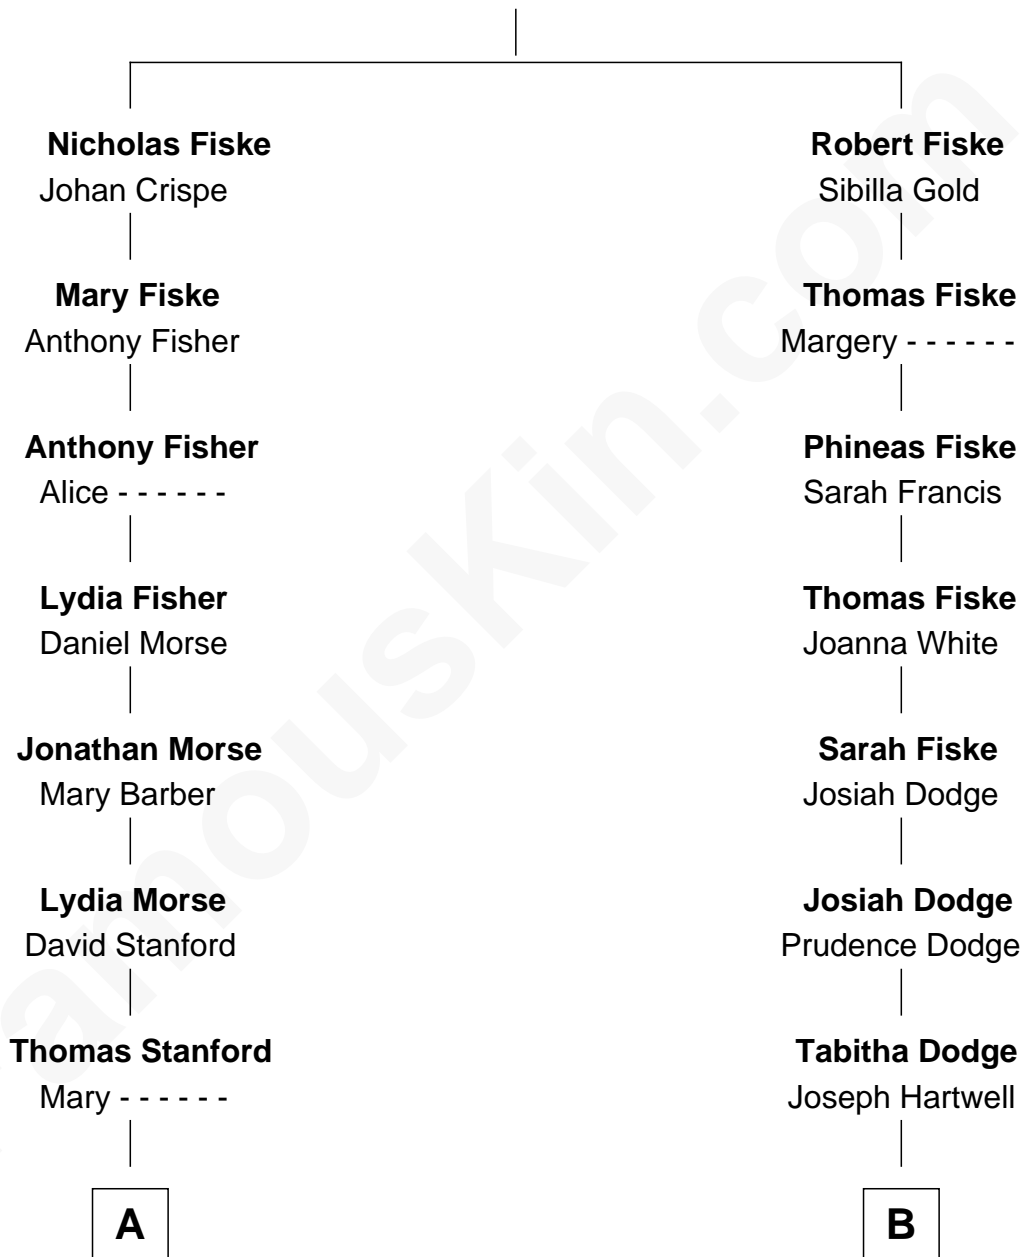 Nicholas Fiske
Johan Crispe
Mary Fiske
Anthony Fisher
Anthony Fisher
Alice - - - - - -
Lydia Fisher
Daniel Morse
Jonathan Morse
Mary Barber
Lydia Morse
David Stanford
Thomas Stanford
Mary - - - - - -
A
Robert Fiske
Sibilla Gold
Thomas Fiske
Margery - - - - - -
Phineas Fiske
Sarah Francis
Thomas Fiske
Joanna White
Sarah Fiske
Josiah Dodge
Josiah Dodge
Prudence Dodge
Tabitha Dodge
Joseph Hartwell
B
amousKin.com